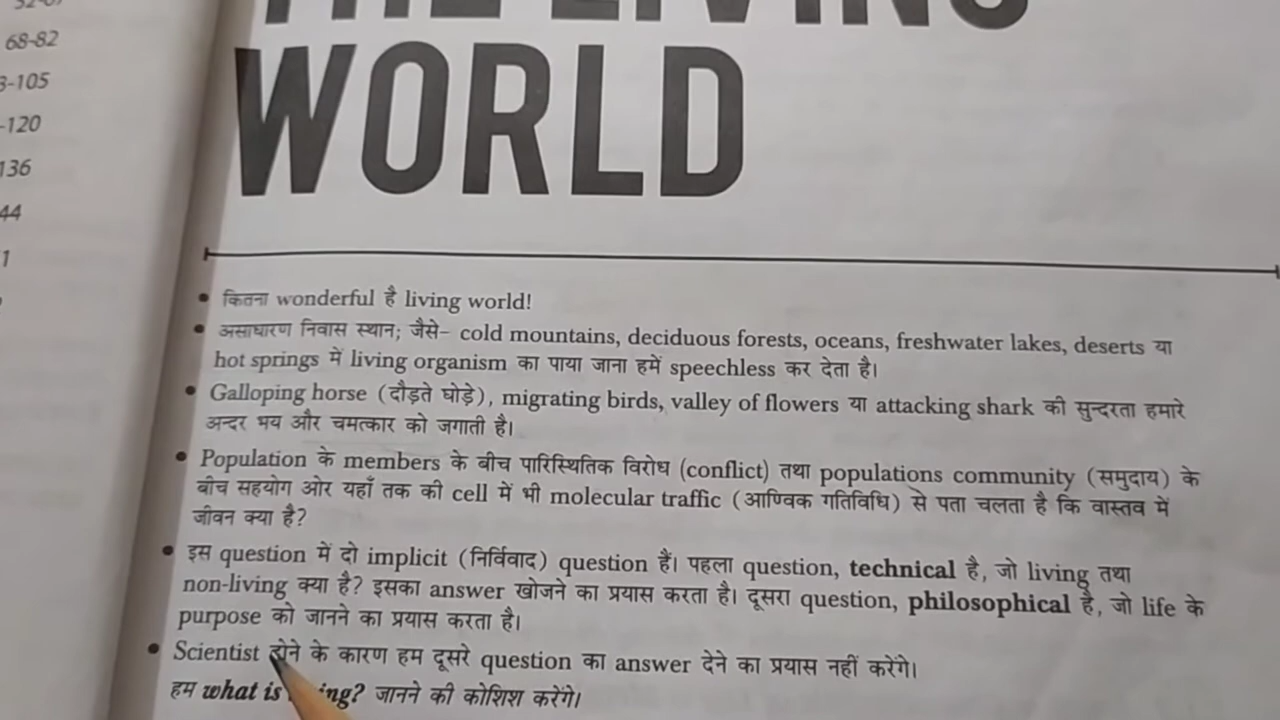 68-82
-105
-120
136
44
1
THE LIVING
WORLD
• कितना wonderful है living world!
• असाधारण निवास स्थान; जैसे– cold mountains, deciduous forests, oceans, freshwater lakes, deserts या
hot springs में living organism का पाया जाना हमें speechless कर देता है।
• Galloping horse (दौड़ते घोड़े), migrating birds, valley of flowers या attacking shark की सुन्दरता हमारे
अन्दर भय और चमत्कार को जगाती है।
• Population के members के बीच पारिस्थितिक विरोध (conflict) तथा populations community (समुदाय) के
बीच सहयोग ओर यहाँ तक की cell में भी molecular traffic (आण्विक गतिविधि) से पता चलता है कि वास्तव में
जीवन क्या है?
• इस question में दो implicit (निर्विवाद) question हैं। पहला question, technical है, जो living तथा
non-living क्या है? इसका answer खोजने का प्रयास करता है। दूसरा question, philosophical है, जो life के
purpose को जानने का प्रयास करता है।
• Scientist होने के कारण हम दूसरे question का answer देने का प्रयास नहीं करेंगे।
हम what is ing? जानने की कोशिश करेंगे।